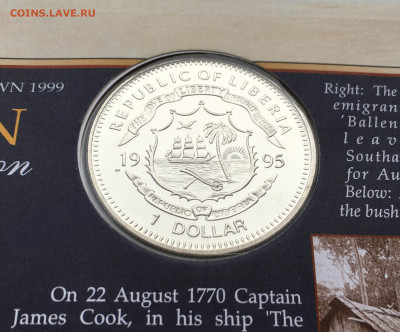 COINS.ЛАВЕ.RU
WN 1999
N
on
REPUBLIC OF LIBERIA
THE LOVE OF LIBERTY BROUGHT US HERE
19 95
REPUBLIC OF LIBERIA
1 DOLLAR
Right: The
emigran
'Ballen
leav
Southa
for Au
Below:
the bush
On 22 August 1770 Captain
James Cook, in his ship 'The